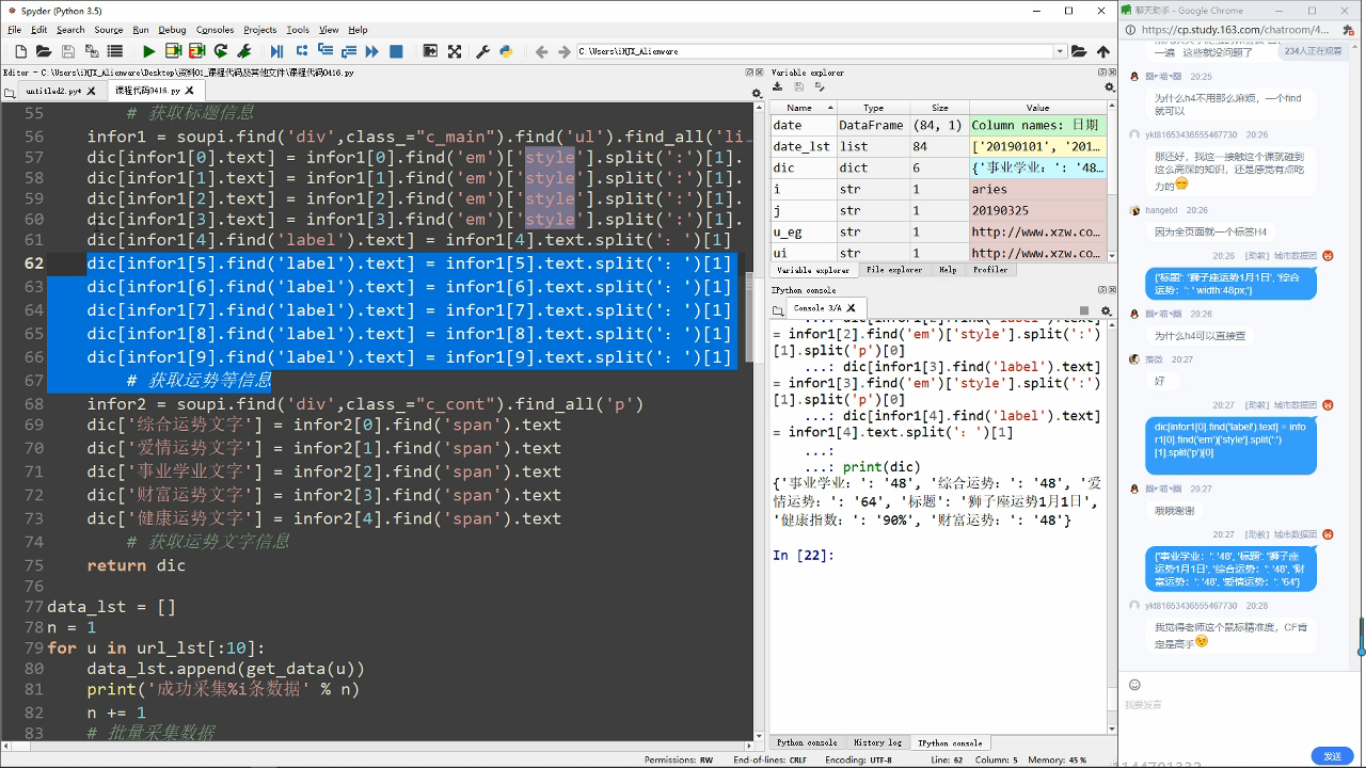 Spyder (Python 3.5)
File Edit Search Source Run Debug Consoles Projects Tools View Help
C:\Users\iMJX_Alienware
Editor - C:\Users\iMJX_Alienware\Desktop\资料01_课程代码及其他文件\课程代码0416.py
untitled2.py*
课程代码0416.py
55 # 获取标题信息
56 infor1 = soupi.find('div',class_="c_main").find('ul').find_all('li.
57 dic[infor1[0].text] = infor1[0].find('em')['style'].split(':')[1].
58 dic[infor1[1].text] = infor1[1].find('em')['style'].split(':')[1].
59 dic[infor1[2].text] = infor1[2].find('em')['style'].split(':')[1].
60 dic[infor1[3].text] = infor1[3].find('em')['style'].split(':')[1].
61 dic[infor1[4].find('label').text] = infor1[4].text.split('：')[1]
62 dic[infor1[5].find('label').text] = infor1[5].text.split('：')[1]
63 dic[infor1[6].find('label').text] = infor1[6].text.split('：')[1]
64 dic[infor1[7].find('label').text] = infor1[7].text.split('：')[1]
65 dic[infor1[8].find('label').text] = infor1[8].text.split('：')[1]
66 dic[infor1[9].find('label').text] = infor1[9].text.split('：')[1]
67 # 获取运势等信息
68 infor2 = soupi.find('div',class_="c_cont").find_all('p')
69 dic['综合运势文字'] = infor2[0].find('span').text
70 dic['爱情运势文字'] = infor2[1].find('span').text
71 dic['事业学业文字'] = infor2[2].find('span').text
72 dic['财富运势文字'] = infor2[3].find('span').text
73 dic['健康运势文字'] = infor2[4].find('span').text
74 # 获取运势文字信息
75 return dic
76
77 data_lst = []
78 n = 1
79 for u in url_lst[:10]:
80 data_lst.append(get_data(u))
81 print('成功采集%i条数据' % n)
82 n += 1
83 # 批量采集数据
Variable explorer
Name Type Size Value
date DataFrame (84, 1) Column names: 日期
date_lst list 84 ['20190101', '201…
dic dict 6 {'事业学业：': '48…
i str 1 aries
j str 1 20190325
u_eg str 1 http://www.xzw.co…
ui str 1 http://www.xzw.co…
Variable explorer File explorer Help Profiler
IPython console
Console 3/A
...: dic[infor1[2].find('label').text]
= infor1[2].find('em')['style'].split(':')
[1].split('p')[0]
...: dic[infor1[3].find('label').text]
= infor1[3].find('em')['style'].split(':')
[1].split('p')[0]
...: dic[infor1[4].find('label').text]
= infor1[4].text.split('：')[1]
...:
...: print(dic)
{'事业学业：': '48', '综合运势：': '48', '爱
情运势：': '64', '标题': '狮子座运势1月1日',
'健康指数：': '90%', '财富运势：': '48'}
In [22]:
Python console History log IPython console
Permissions: RW End-of-lines: CRLF Encoding: UTF-8 Line: 62 Column: 5 Memory: 45 %
聊天助手 - Google Chrome
https://cp.study.163.com/chatroom/4...
一遍 这些就没问题了
234人正在观看
20:25
为什么h4不用那么麻烦，一个find
就可以
ykt81653436555467730 20:26
那还好，我这一接触这个课就碰到
这么高深的知识，还是感觉有点吃
力的
hangelxl 20:26
因为全页面就一个标签H4
20:26 [助教] 城市数据团
{'标题': '狮子座运势1月1日', '综合
运势：': ' width:48px;'}
20:26
为什么h4可以直接查
20:27
好
20:27 [助教] 城市数据团
dic[infor1[0].find('label').text] = info
r1[0].find('em')['style'].split(':')
[1].split('p')[0]
20:27
哦哦谢谢
20:27 [助教] 城市数据团
{'事业学业：': '48', '标题': '狮子座
运势1月1日', '综合运势：': '48', '财
富运势：': '48', '爱情运势：': '64'}
ykt81653436555467730 20:28
我觉得老师这个鼠标精准度，CF肯
定是高手
我要发言
发送